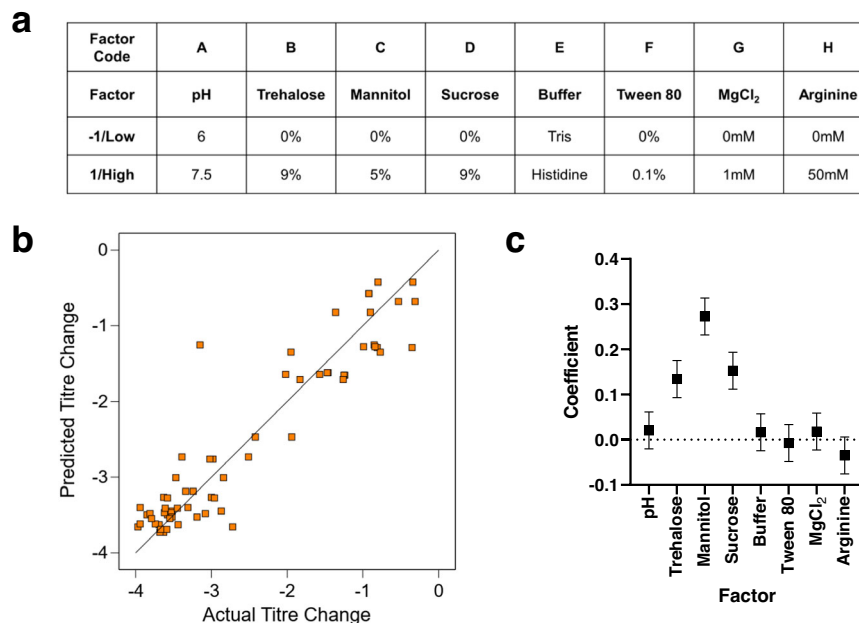 a
Factor Code A B C D E F G H
Factor pH Trehalose Mannitol Sucrose Buffer Tween 80 MgCl₂ Arginine
-1/Low 6 0% 0% 0% Tris 0% 0mM 0mM
1/High 7.5 9% 5% 9% Histidine 0.1% 1mM 50mM
b
0
-1
-2
-3
-4
Predicted Titre Change
-4 -3 -2 -1 0
Actual Titre Change
c
0.4
0.3
0.2
0.1
0.0
-0.1
Coefficient
pH
Trehalose
Mannitol
Sucrose
Buffer
Tween 80
MgCl₂
Arginine
Factor